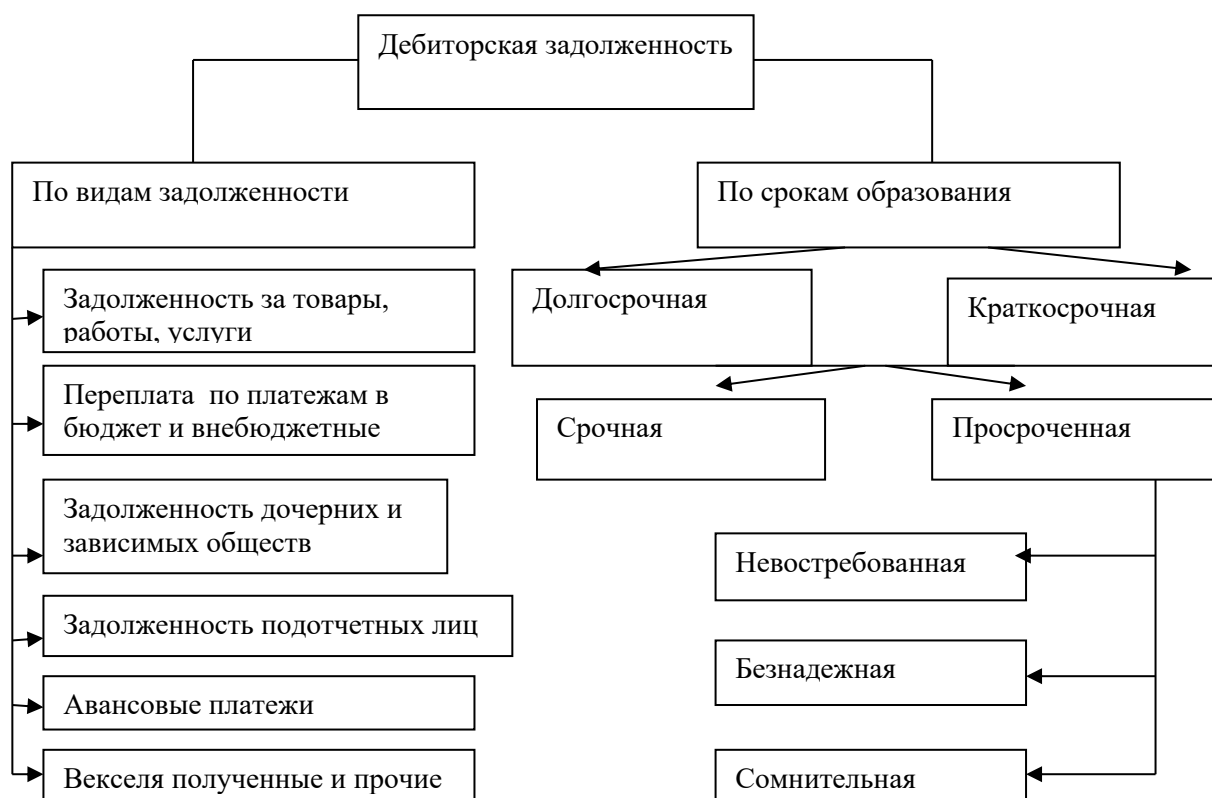 Дебиторская задолженность
По видам задолженности
По срокам образования
Задолженность за товары,
работы, услуги
Переплата по платежам в
бюджет и внебюджетные
Задолженность дочерних и
зависимых обществ
Задолженность подотчетных лиц
Авансовые платежи
Векселя полученные и прочие
Долгосрочная
Краткосрочная
Срочная
Просроченная
Невостребованная
Безнадежная
Сомнительная